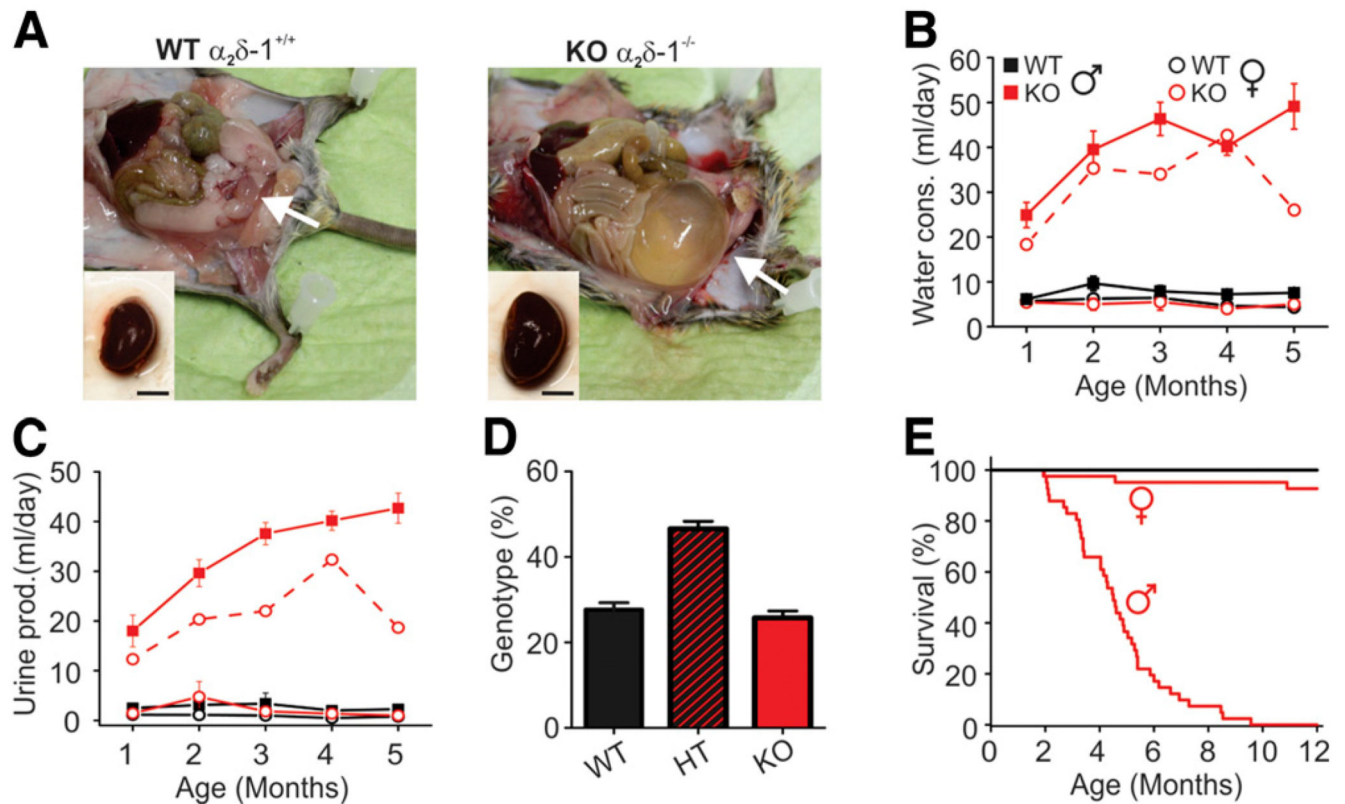 A
WT α₂δ-1⁺/⁺
KO α₂δ-1⁻/⁻
B
Water cons. (ml/day)
60
50
40
30
20
10
0
WT ♂
KO
WT ♀
KO
1 2 3 4 5
Age (Months)
C
Urine prod.(ml/day)
50
40
30
20
10
0
1 2 3 4 5
Age (Months)
D
Genotype (%)
60
40
20
0
WT HT KO
E
Survival (%)
100
80
60
40
20
0
♀
♂
0 2 4 6 8 10 12
Age (Months)